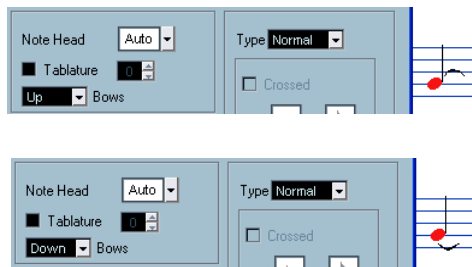 Note Head Auto Type Normal
Tablature 0 Crossed
Up Bows
Note Head Auto Type Normal
Tablature 0 Crossed
Down Bows